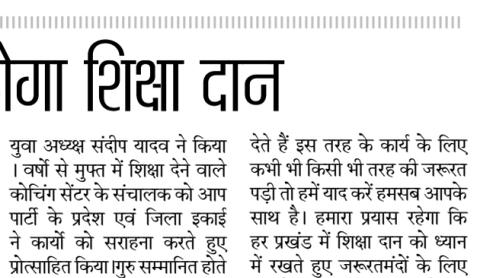 ोगा शिक्षा दान
युवा अध्यक्ष संदीप यादव ने किया
। वर्षो से मुफ्त में शिक्षा देने वाले
कोचिंग सेंटर के संचालक को आप
पार्टी के प्रदेश एवं जिला इकाई
ने कार्यो को सराहना करते हुए
प्रोत्साहित किया।गुरु सम्मानित होते
देते हैं इस तरह के कार्य के लिए
कभी भी किसी भी तरह की जरूरत
पड़ी तो हमें याद करें हमसब आपके
साथ है। हमारा प्रयास रहेगा कि
हर प्रखंड में शिक्षा दान को ध्यान
में रखते हुए जरूरतमंदों के लिए